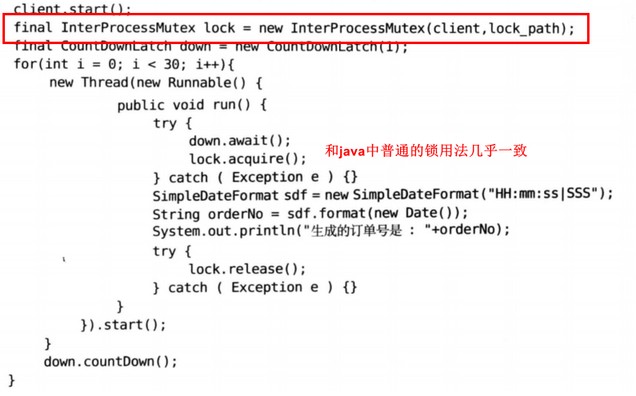 client.start();
final InterProcessMutex lock = new InterProcessMutex(client,lock_path);
final CountDownLatch down = new CountDownLatch(1);
for(int i = 0; i < 30; i++){
new Thread(new Runnable() {
public void run() {
try {
down.await();
lock.acquire(); 和java中普通的锁用法几乎一致
} catch ( Exception e ) {}
SimpleDateFormat sdf = new SimpleDateFormat("HH:mm:ss|SSS");
String orderNo = sdf.format(new Date());
System.out.println("生成的订单号是 : "+orderNo);
try {
lock.release();
} catch ( Exception e ) {}
}
}).start();
}
down.countDown();
}